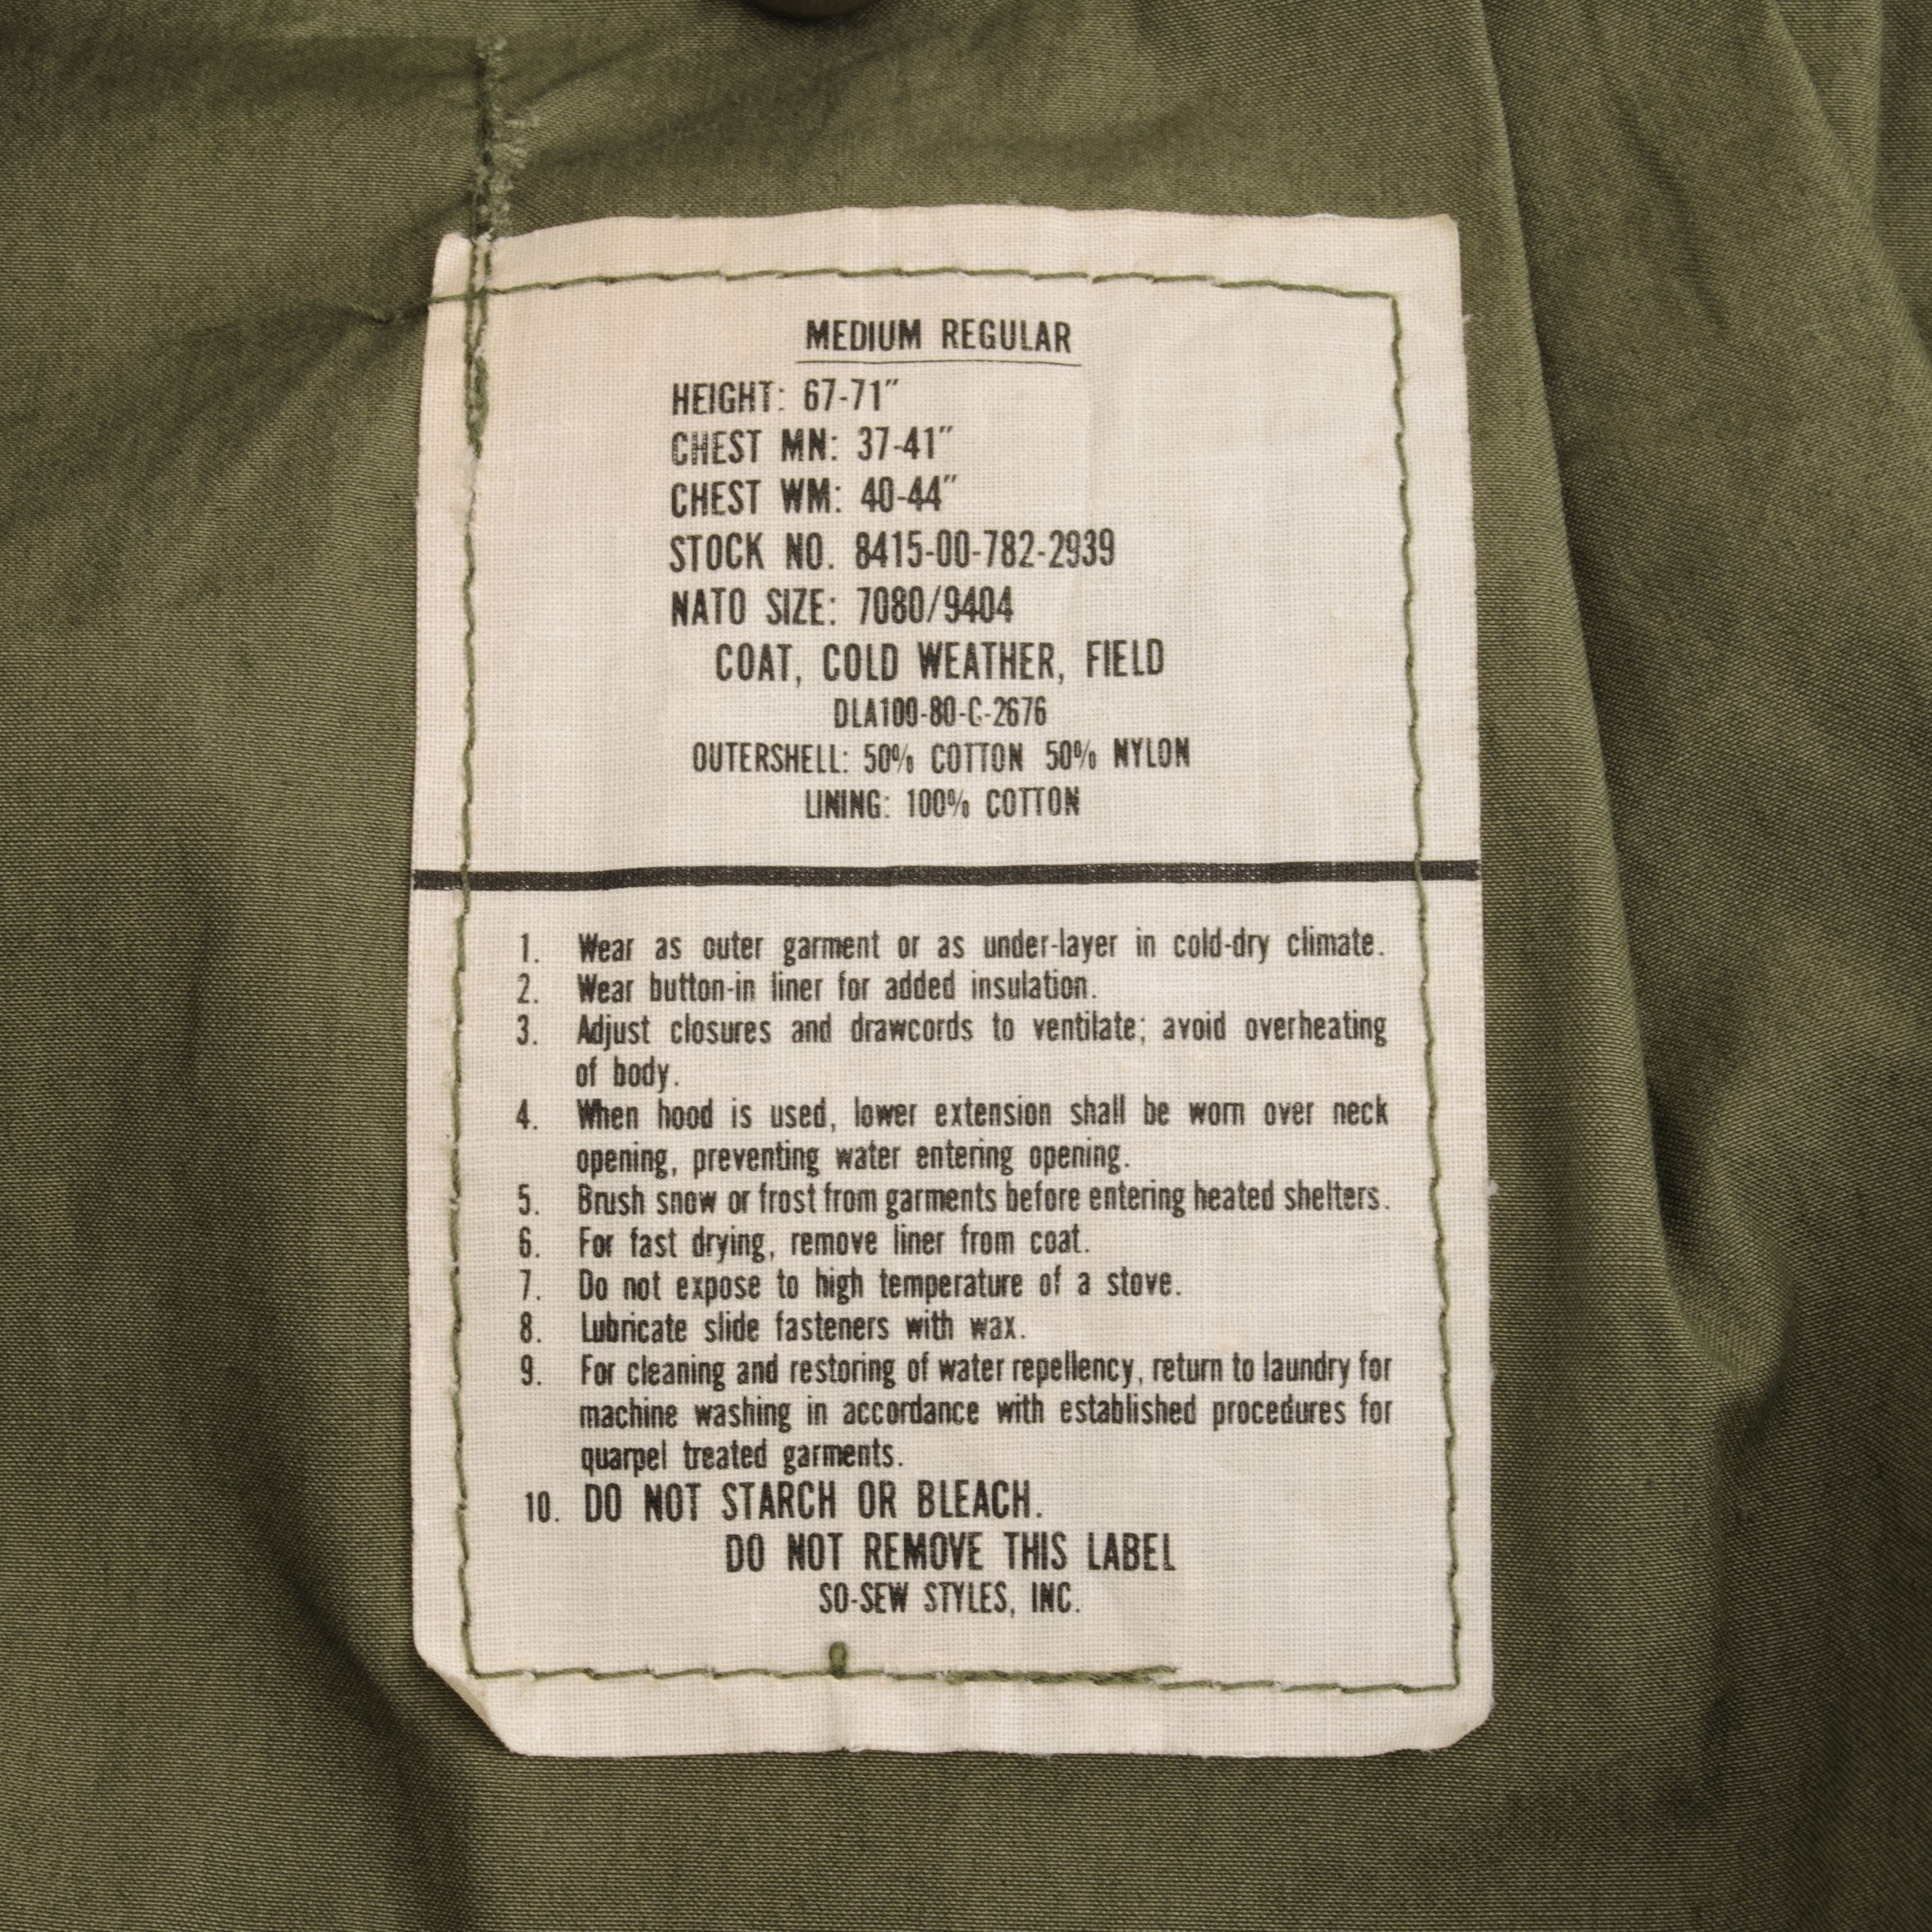 MEDIUM REGULAR
HEIGHT: 67-71"
CHEST MN: 37-41"
CHEST WM: 40-44"
STOCK NO. 8415-00-782-2939
NATO SIZE: 7080/9404
COAT, COLD WEATHER, FIELD
DLA100-80-C-2676
OUTERSHELL: 50% COTTON 50% NYLON
LINING: 100% COTTON
1. Wear as outer garment or as under-layer in cold-dry climate.
2. Wear button-in liner for added insulation.
3. Adjust closures and drawcords to ventilate; avoid overheating
of body.
4. When hood is used, lower extension shall be worn over neck
opening, preventing water entering opening.
5. Brush snow or frost from garments before entering heated shelters.
6. For fast drying, remove liner from coat.
7. Do not expose to high temperature of a stove.
8. Lubricate slide fasteners with wax.
9. For cleaning and restoring of water repellency, return to laundry for
machine washing in accordance with established procedures for
quarpel treated garments.
10. DO NOT STARCH OR BLEACH.
DO NOT REMOVE THIS LABEL
SO-SEW STYLES, INC.